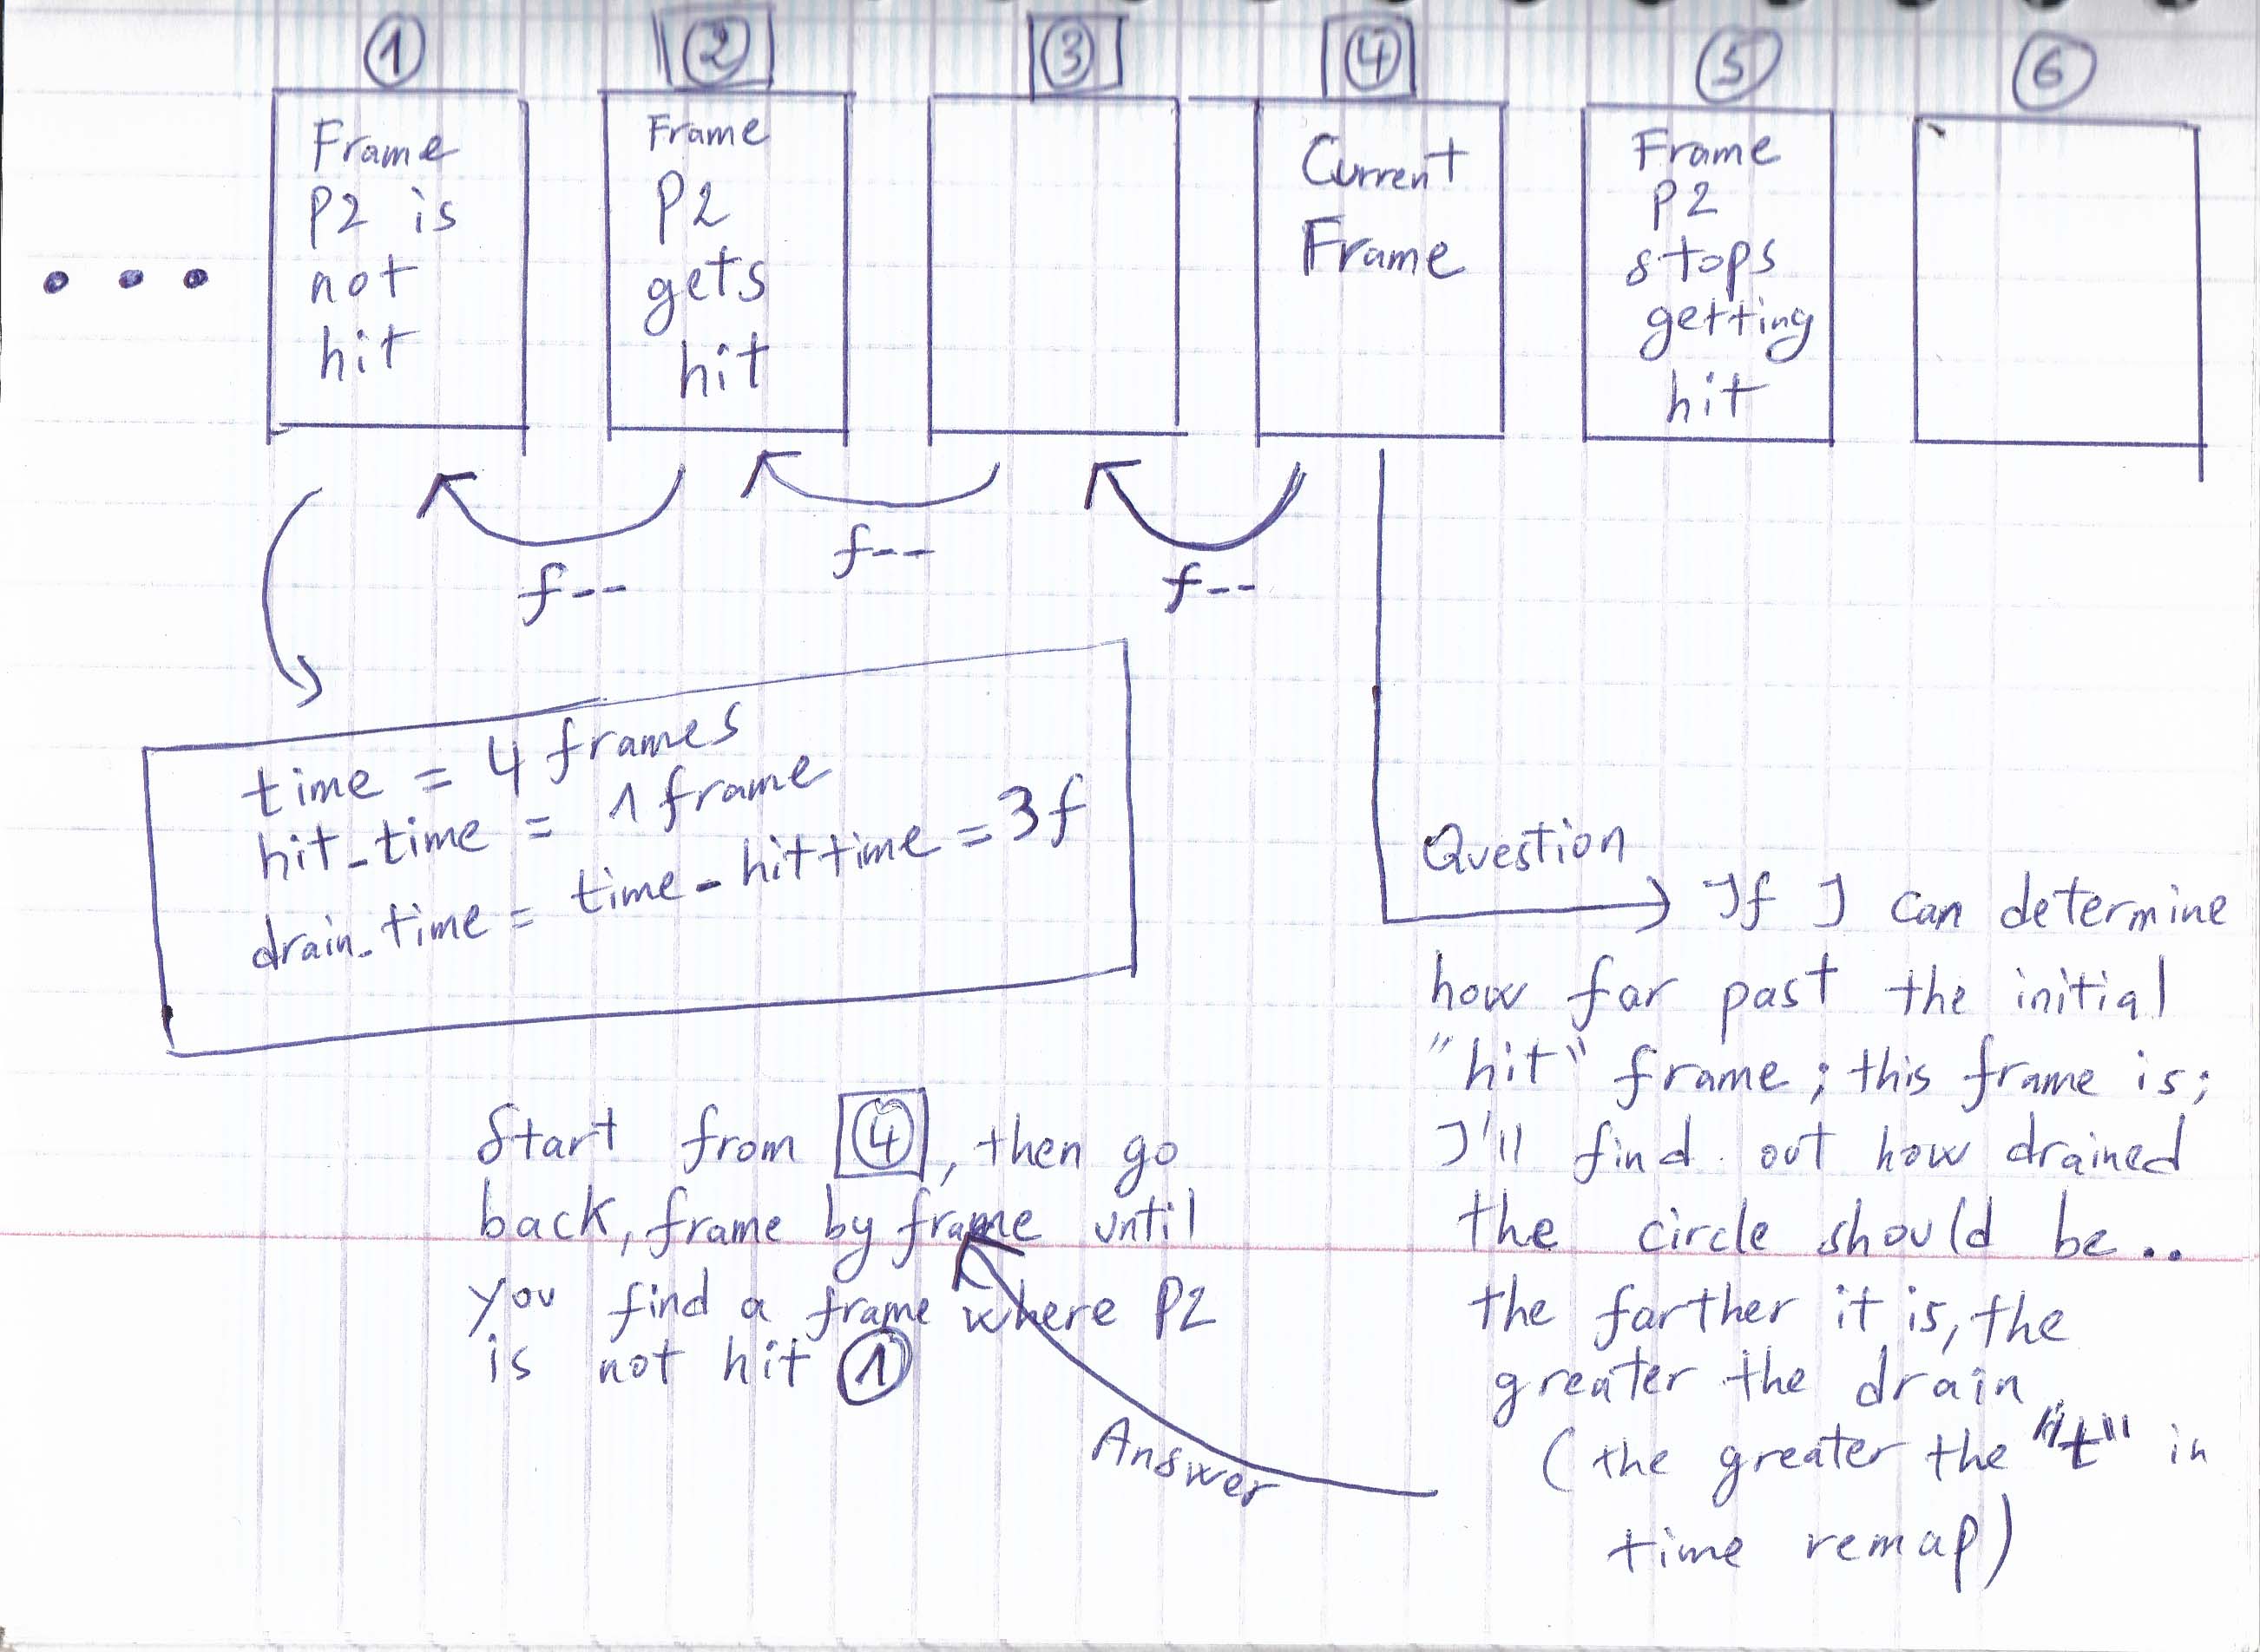 1 2 3 4 5 6
Frame
P2 is
not
hit
Frame
P2
gets
hit
Current
Frame
Frame
P2
stops
getting
hit
f--
f--
f--
time = 4 frames
hit_time = 1 frame
drain_time = time - hittime = 3f
Question
If I can determine
how far past the initial
"hit" frame; this frame is;
I'll find out how drained
the circle should be..
the farther it is, the
greater the drain
(the greater the "t" in
time remap)
Answer
Start from 4, then go
back, frame by frame until
you find a frame where P2
is not hit 1